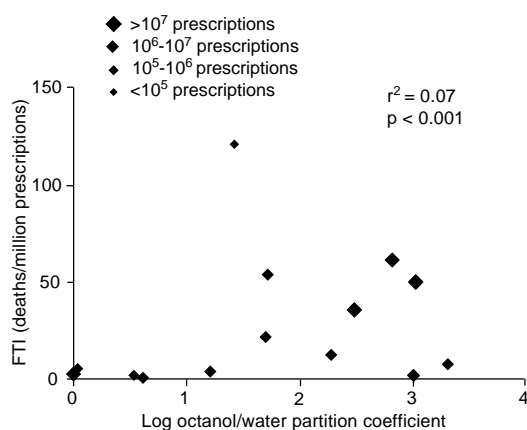 >10⁷ prescriptions
10⁶-10⁷ prescriptions
10⁵-10⁶ prescriptions
<10⁵ prescriptions
r² = 0.07
p < 0.001
150
100
50
0
FTI (deaths/million prescriptions)
0 1 2 3 4
Log octanol/water partition coefficient